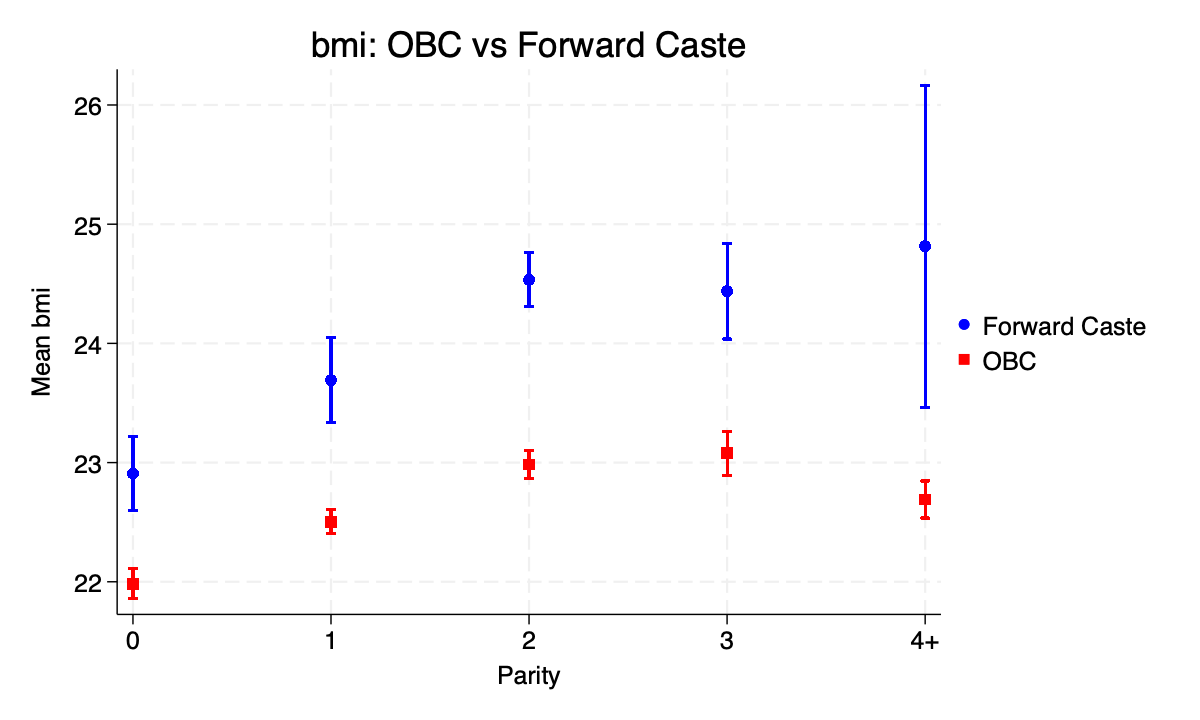 bmi: OBC vs Forward Caste
26
25
24
23
22
Mean bmi
0 1 2 3 4+
Parity
Forward Caste
OBC